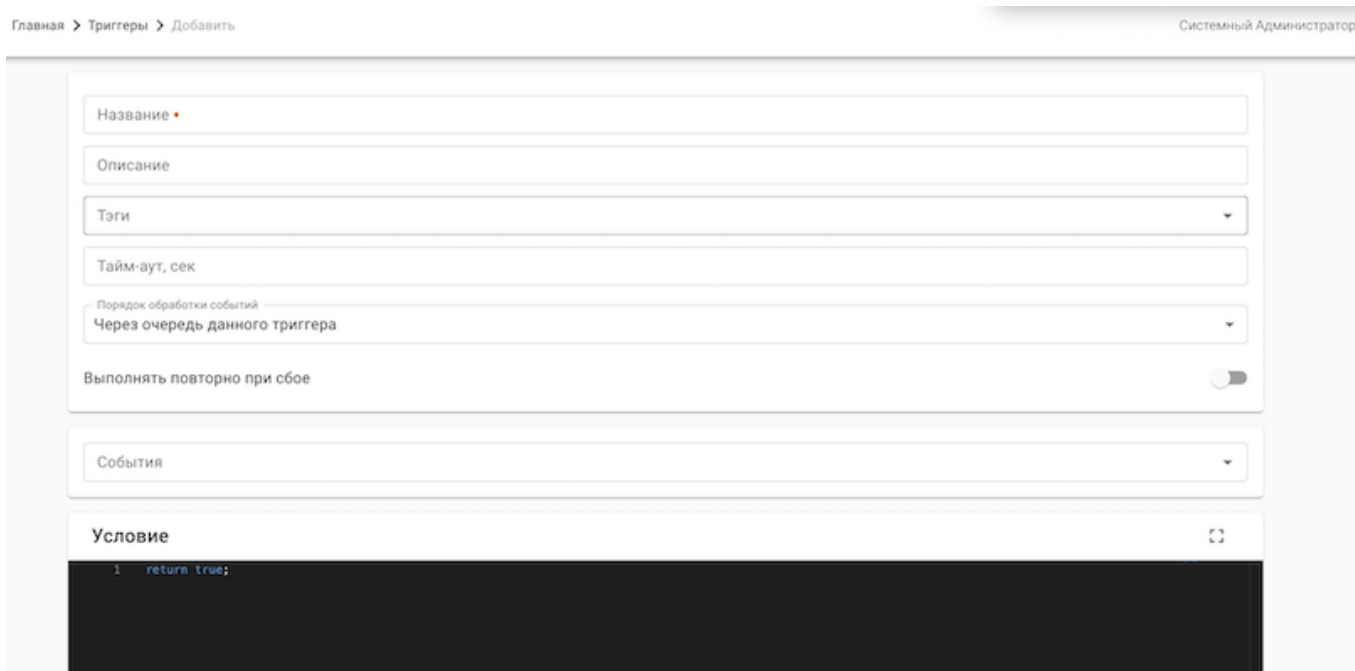 Главная > Триггеры > Добавить
Системный Администратор
Название •
Описание
Тэги
Тайм-аут, сек
Порядок обработки событий
Через очередь данного триггера
Выполнять повторно при сбое
События
Условие
1 return true;